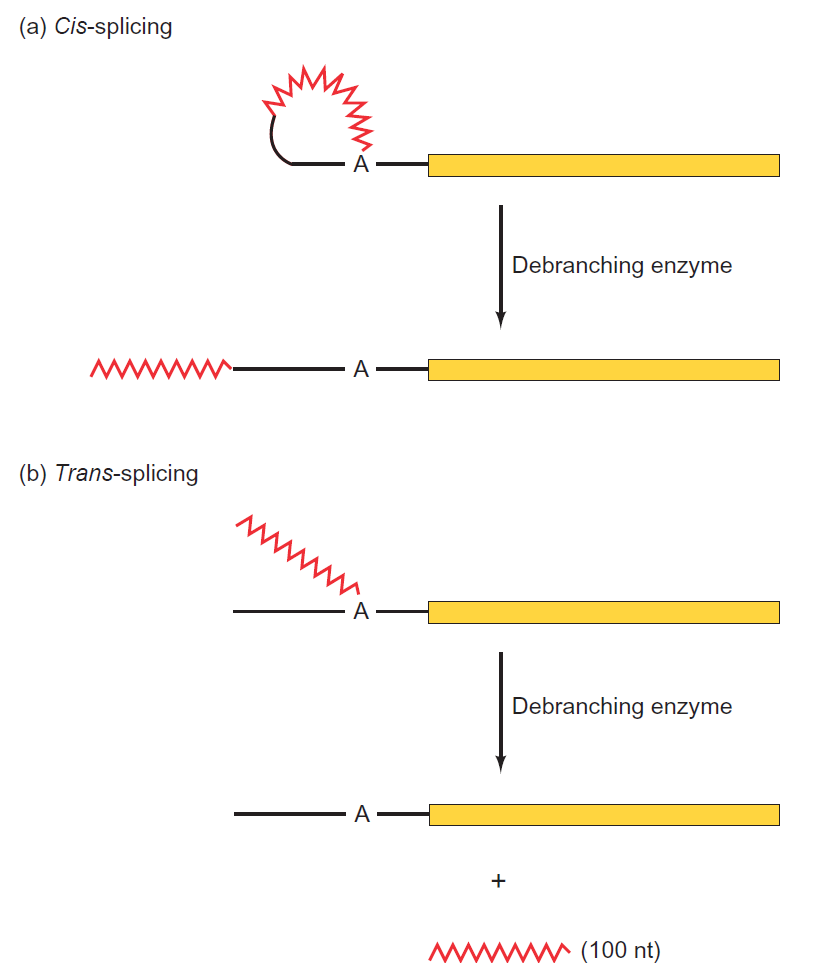 (a) Cis-splicing
A
Debranching enzyme
A
(b) Trans-splicing
A
Debranching enzyme
A
+
(100 nt)